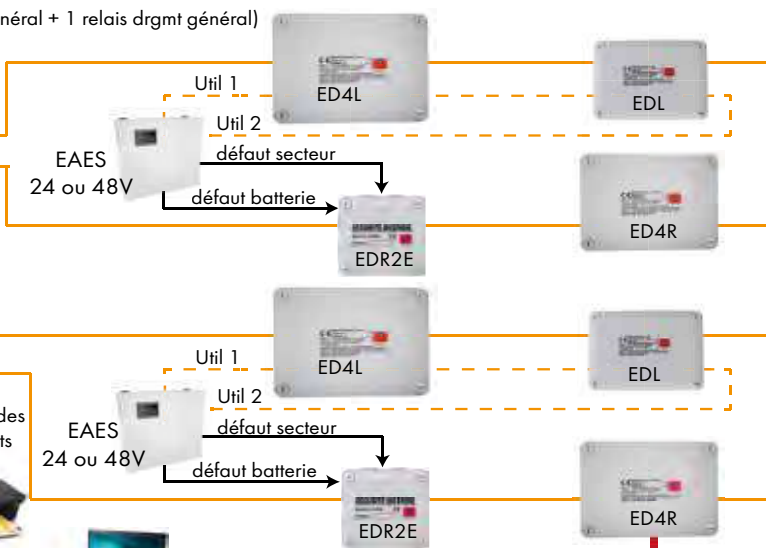 néral + 1 relais drgmt général)
Util 1
ED4L
EDL
Util 2
EAES
24 ou 48V
défaut secteur
défaut batterie
EDR2E
ED4R
Util 1
ED4L
EDL
Util 2
des
ts
EAES
24 ou 48V
défaut secteur
défaut batterie
EDR2E
ED4R